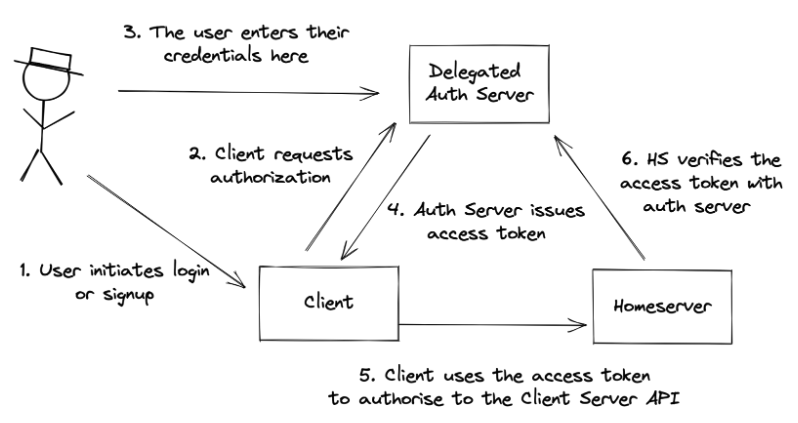 3. The user enters their
credentials here
Delegated
Auth Server
2. Client requests
authorization
6. HS verifies the
access token with
auth server
4. Auth Server issues
access token
1. User initiates login
or signup
Client
Homeserver
5. Client uses the access token
to authorise to the Client Server API